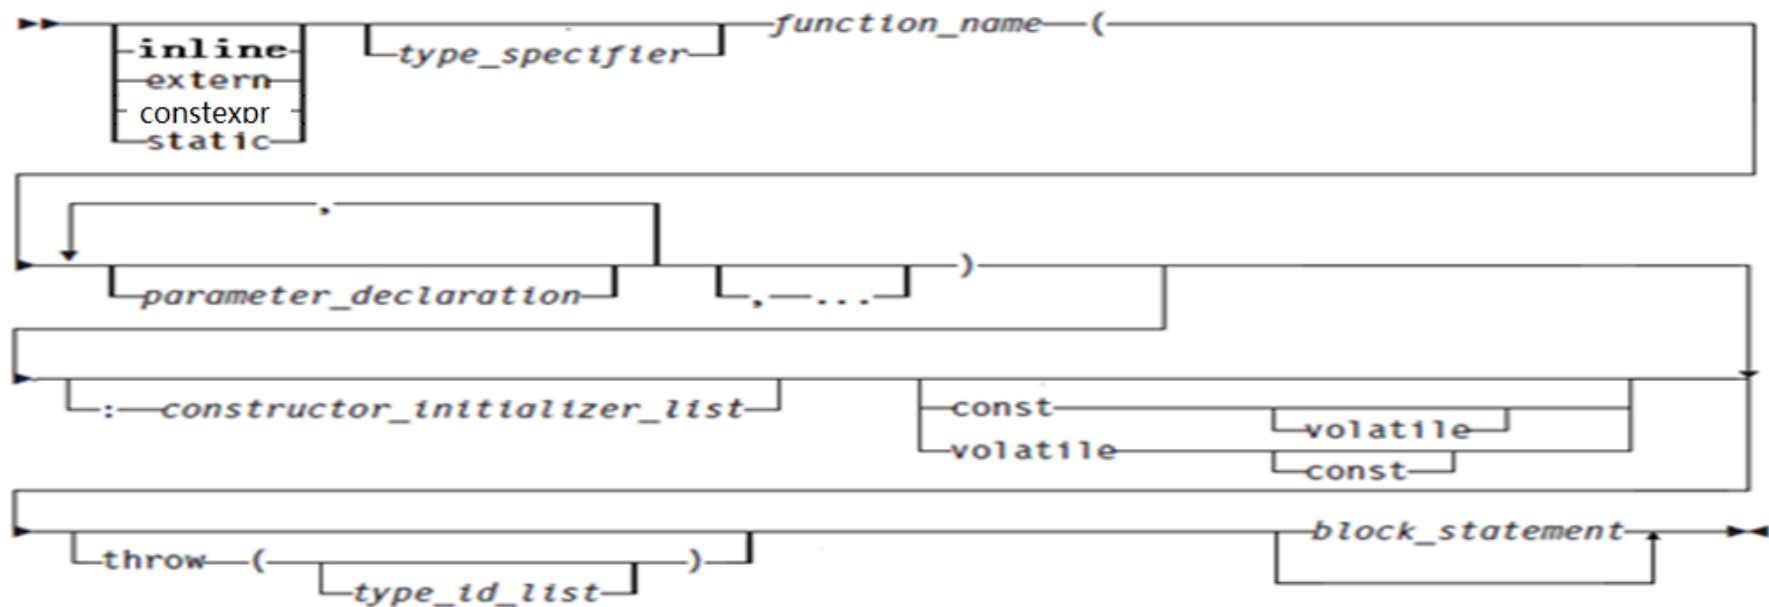 function_name (
inline type_specifier
extern
constexpr
static
,
)
parameter_declaration , ...
: constructor_initializer_list const
volatile
volatile
const
block_statement
throw ( )
type_id_list